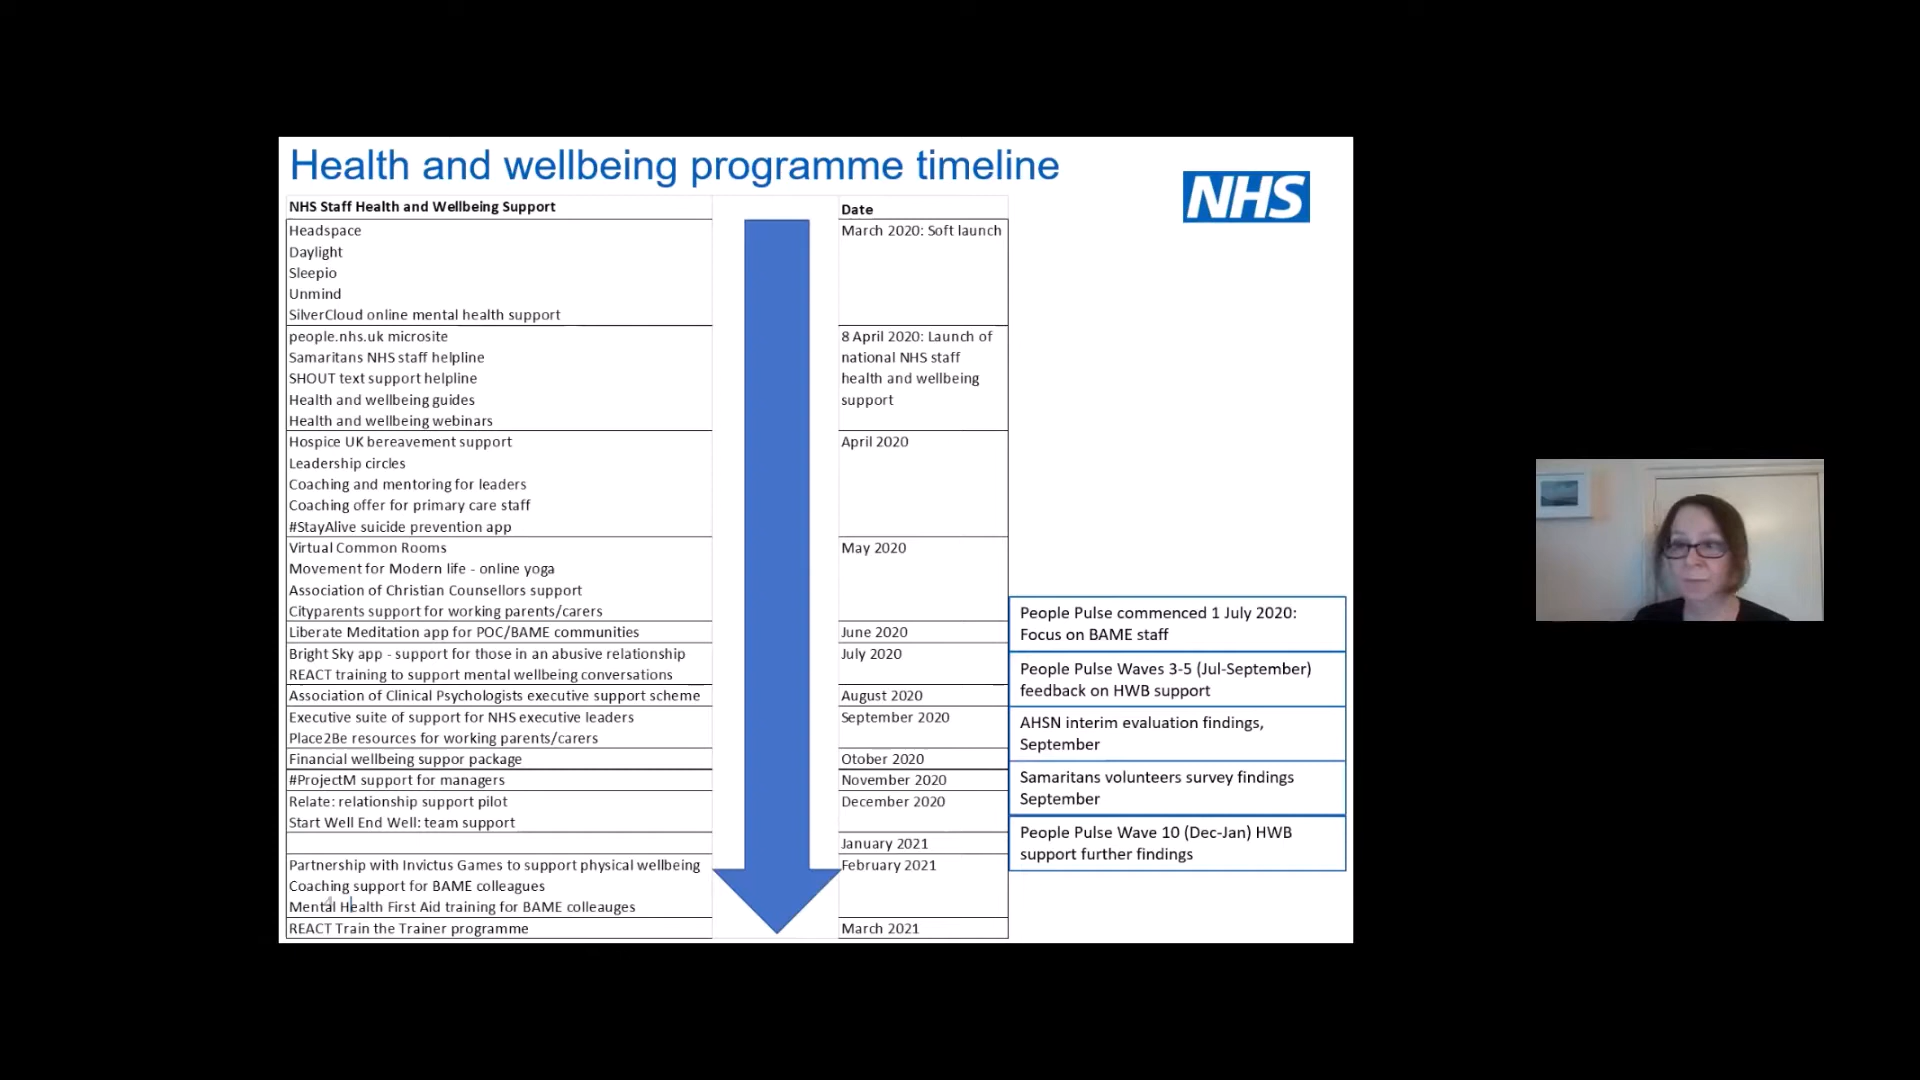 Health and wellbeing programme timeline
NHS
NHS Staff Health and Wellbeing Support
Date
Headspace
March 2020: Soft launch
Daylight
Sleepio
Unmind
SilverCloud online mental health support
people.nhs.uk microsite
8 April 2020: Launch of
Samaritans NHS staff helpline
national NHS staff
SHOUT text support helpline
health and wellbeing
Health and wellbeing guides
support
Health and wellbeing webinars
Hospice UK bereavement support
April 2020
Leadership circles
Coaching and mentoring for leaders
Coaching offer for primary care staff
#StayAlive suicide prevention app
Virtual Common Rooms
May 2020
Movement for Modern life - online yoga
Association of Christian Counsellors support
Cityparents support for working parents/carers
Liberate Meditation app for POC/BAME communities
June 2020
Bright Sky app - support for those in an abusive relationship
July 2020
REACT training to support mental wellbeing conversations
Association of Clinical Psychologists executive support scheme
August 2020
Executive suite of support for NHS executive leaders
September 2020
Place2Be resources for working parents/carers
Financial wellbeing suppor package
Otober 2020
#ProjectM support for managers
November 2020
Relate: relationship support pilot
December 2020
Start Well End Well: team support
January 2021
Partnership with Invictus Games to support physical wellbeing
February 2021
Coaching support for BAME colleagues
Mental Health First Aid training for BAME colleauges
4 |
REACT Train the Trainer programme
March 2021
People Pulse commenced 1 July 2020:
Focus on BAME staff
People Pulse Waves 3-5 (Jul-September)
feedback on HWB support
AHSN interim evaluation findings,
September
Samaritans volunteers survey findings
September
People Pulse Wave 10 (Dec-Jan) HWB
support further findings